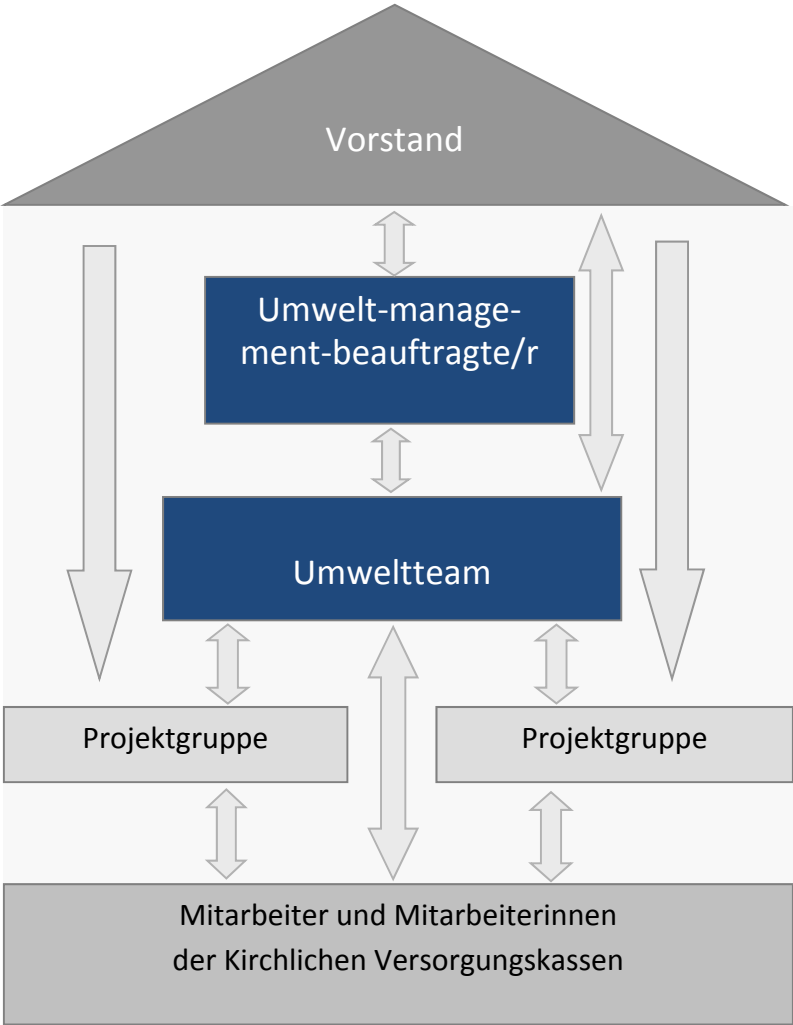 Vorstand
Umwelt-manage-
ment-beauftragte/r
Umweltteam
Projektgruppe
Projektgruppe
Mitarbeiter und Mitarbeiterinnen
der Kirchlichen Versorgungskassen